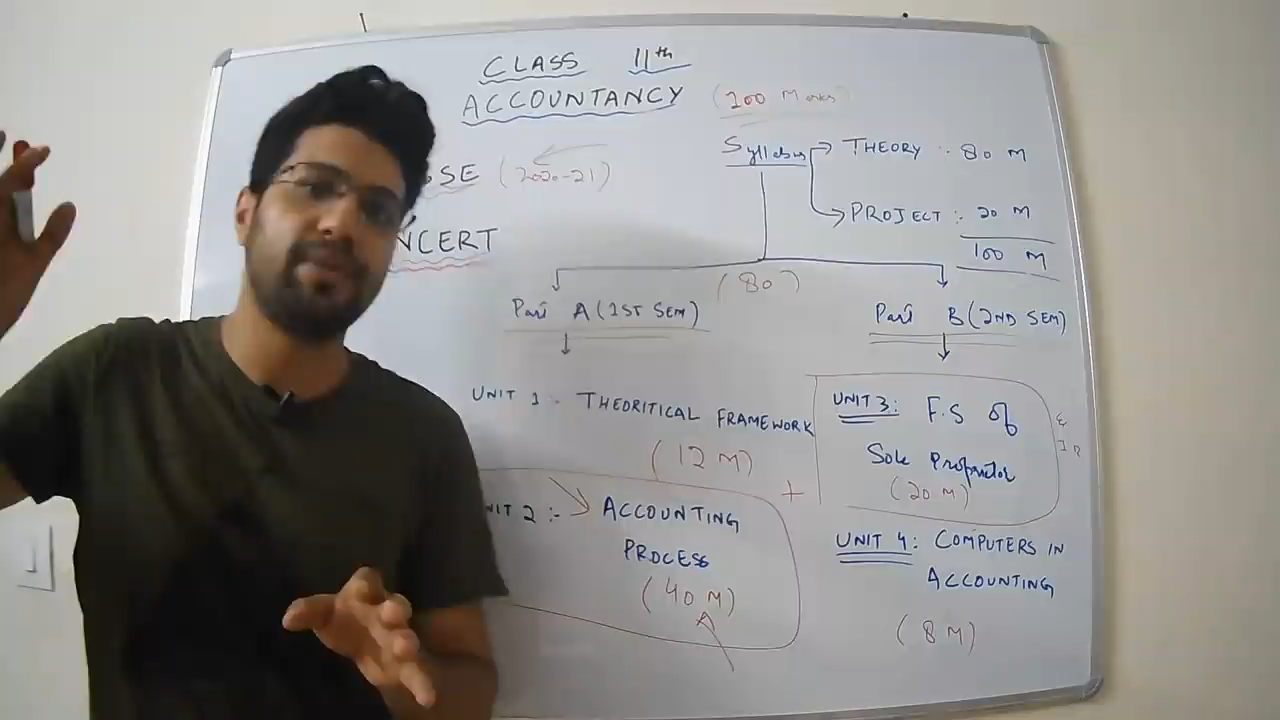 CLASS 11th
ACCOUNTANCY (100 Marks)
SE (2020-21)
NCERT
Syllabus → THEORY :- 80 M
→ PROJECT :- 20 M
100 M
(80)
Part A (1ST SEM)
Part B (2ND SEM)
UNIT 1 :- THEORITICAL FRAMEWORK
(12 M)
UNIT 3: F.S of
Sole Proprietor
(20 M)
+
NIT 2 :- ACCOUNTING
PROCESS
(40 M)
UNIT 4: COMPUTERS IN
ACCOUNTING
(8 M)